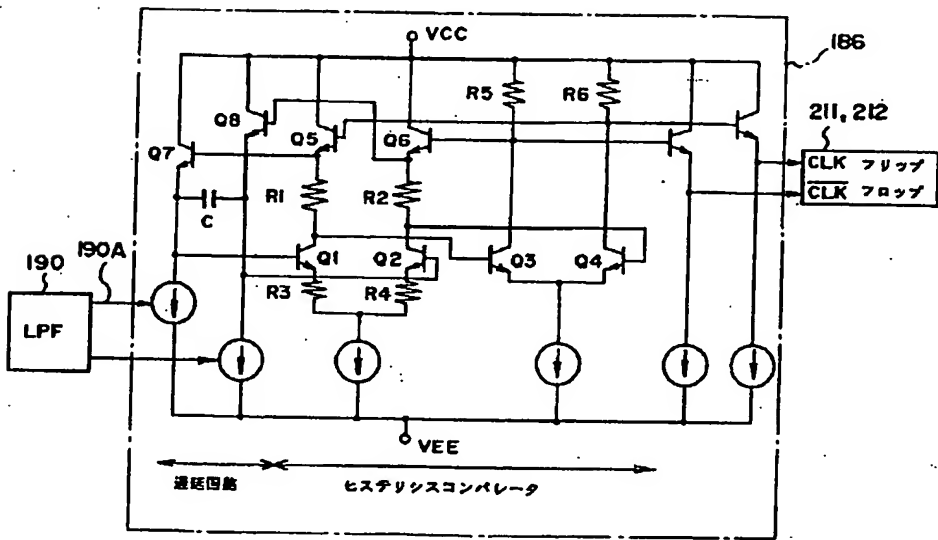 VCC
186
R5
R6
211, 212
Q8
Q5
Q6
Q7
CLK フリップ
CLK フロップ
R1
R2
C
190A
190
Q1
Q2
Q3
Q4
R3
R4
LPF
VEE
遅延回路
ヒステリシスコンパレータ